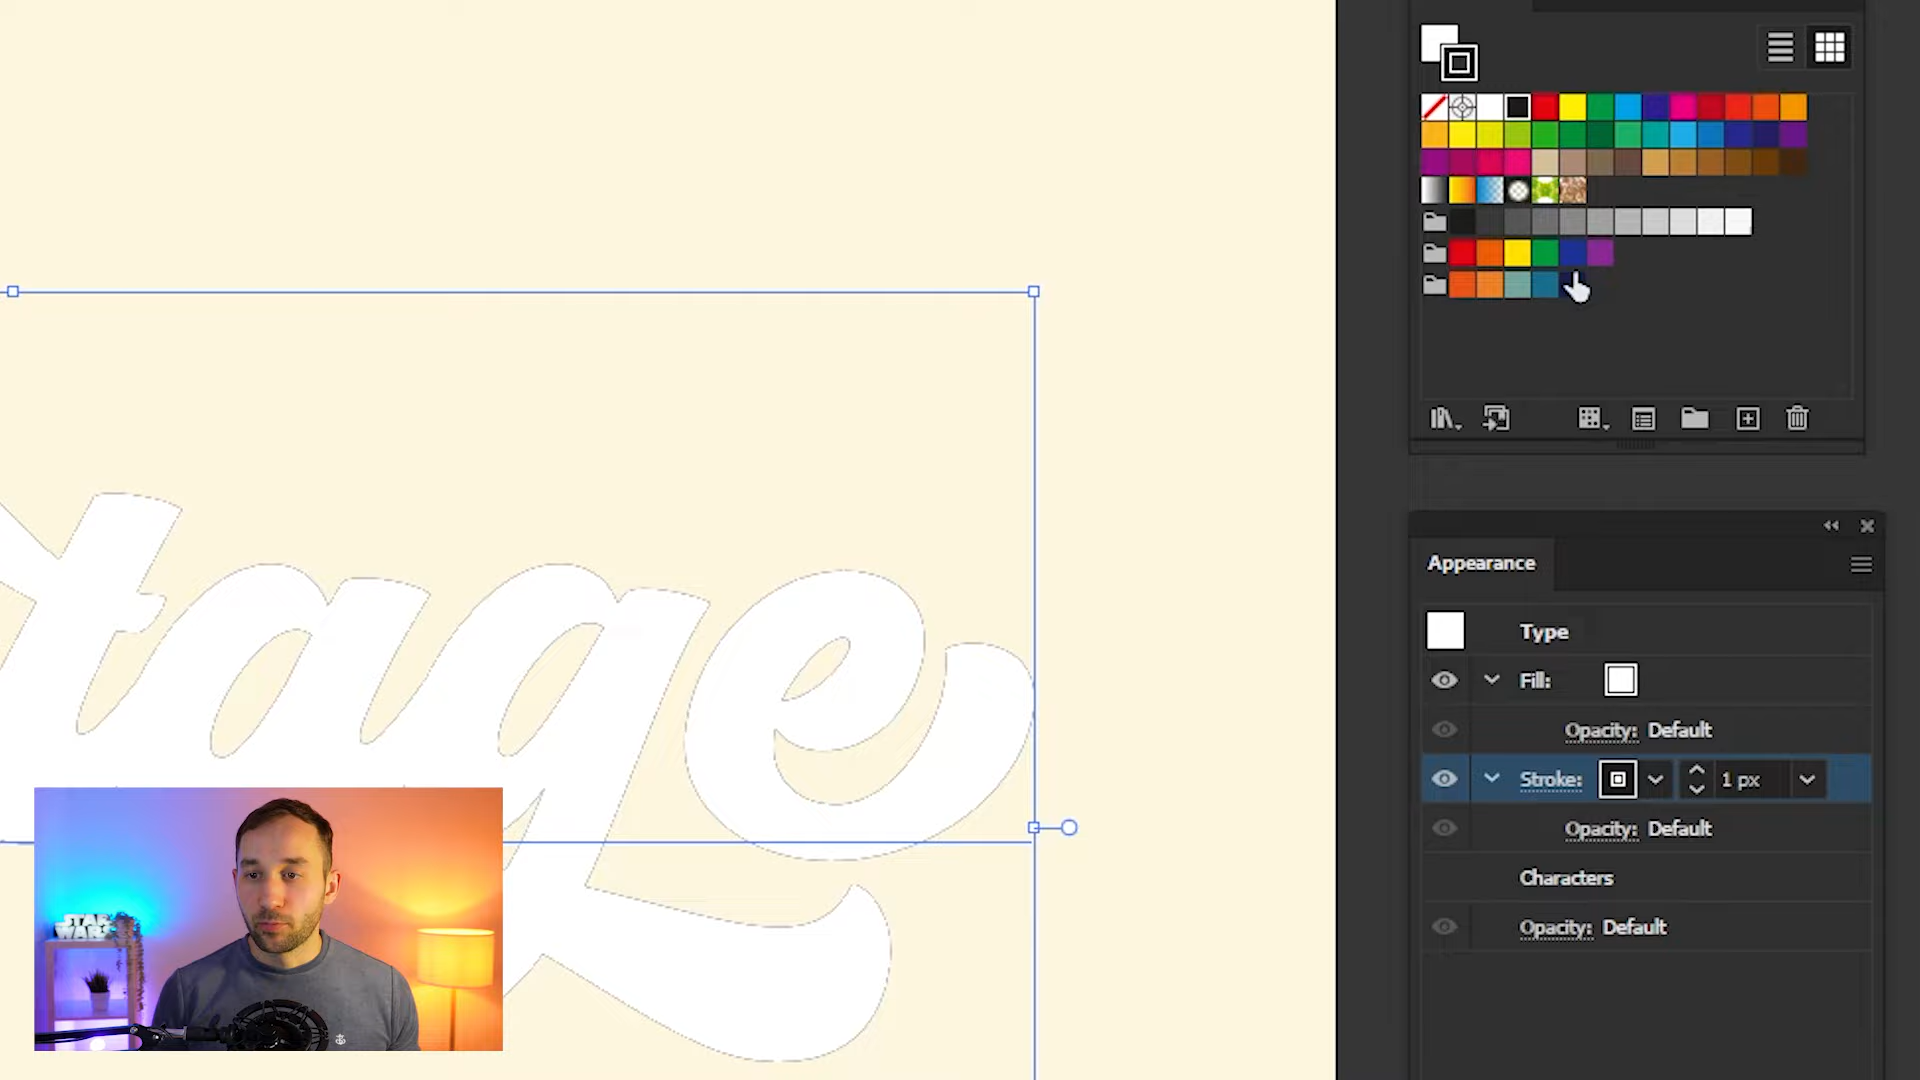 tage
STAR
WARS
Appearance
Type
Fill:
Opacity: Default
Stroke: 1 px
Opacity: Default
Characters
Opacity: Default